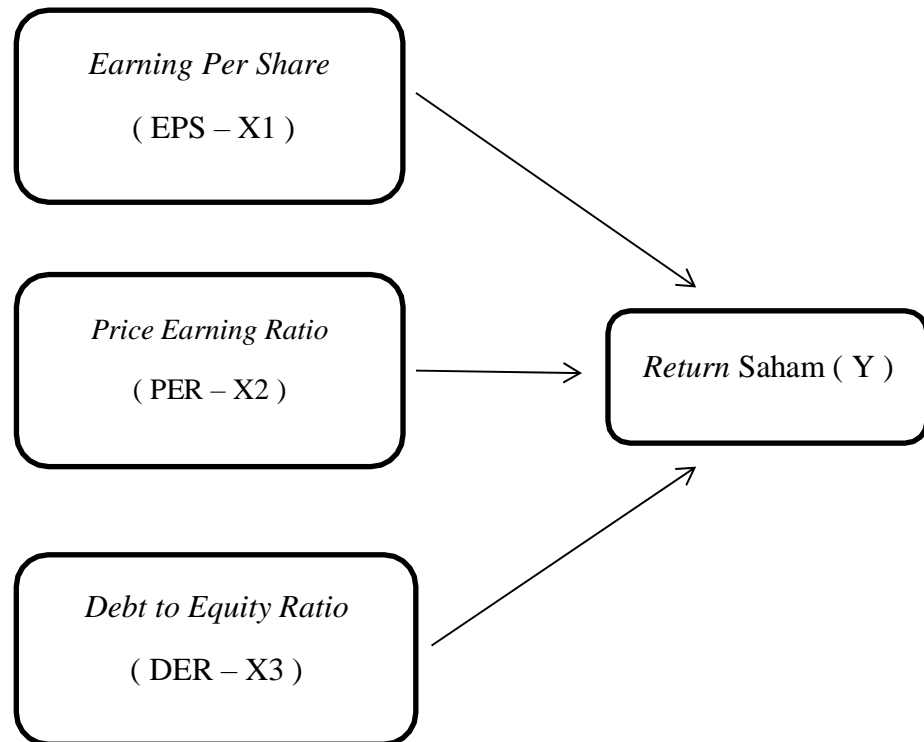 Earning Per Share
( EPS – X1 )
Price Earning Ratio
( PER – X2 )
Return Saham ( Y )
Debt to Equity Ratio
( DER – X3 )